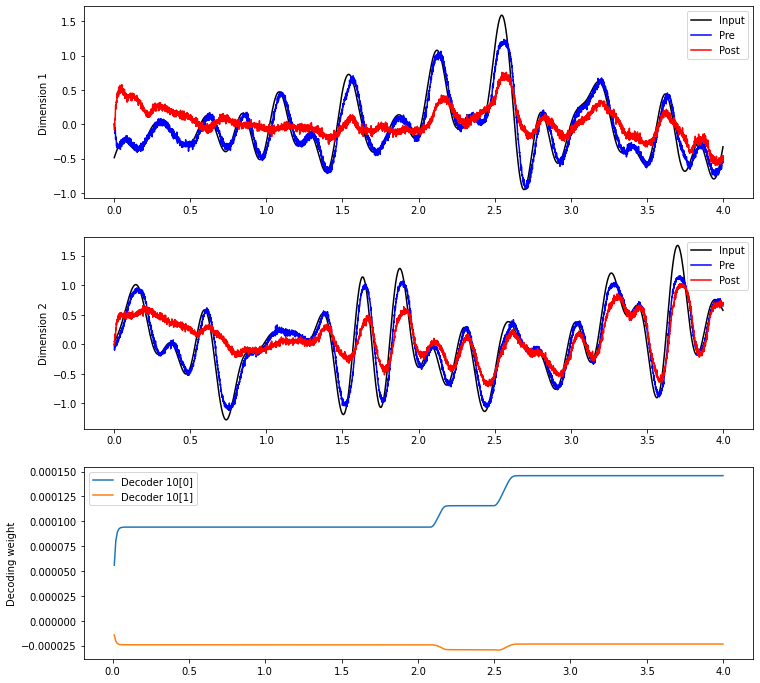 Dimension 1
1.5
1.0
0.5
0.0
−0.5
−1.0
Input
Pre
Post
0.0 0.5 1.0 1.5 2.0 2.5 3.0 3.5 4.0
Dimension 2
1.5
1.0
0.5
0.0
−0.5
−1.0
Input
Pre
Post
0.0 0.5 1.0 1.5 2.0 2.5 3.0 3.5 4.0
Decoding weight
0.000150
0.000125
0.000100
0.000075
0.000050
0.000025
0.000000
−0.000025
Decoder 10[0]
Decoder 10[1]
0.0 0.5 1.0 1.5 2.0 2.5 3.0 3.5 4.0